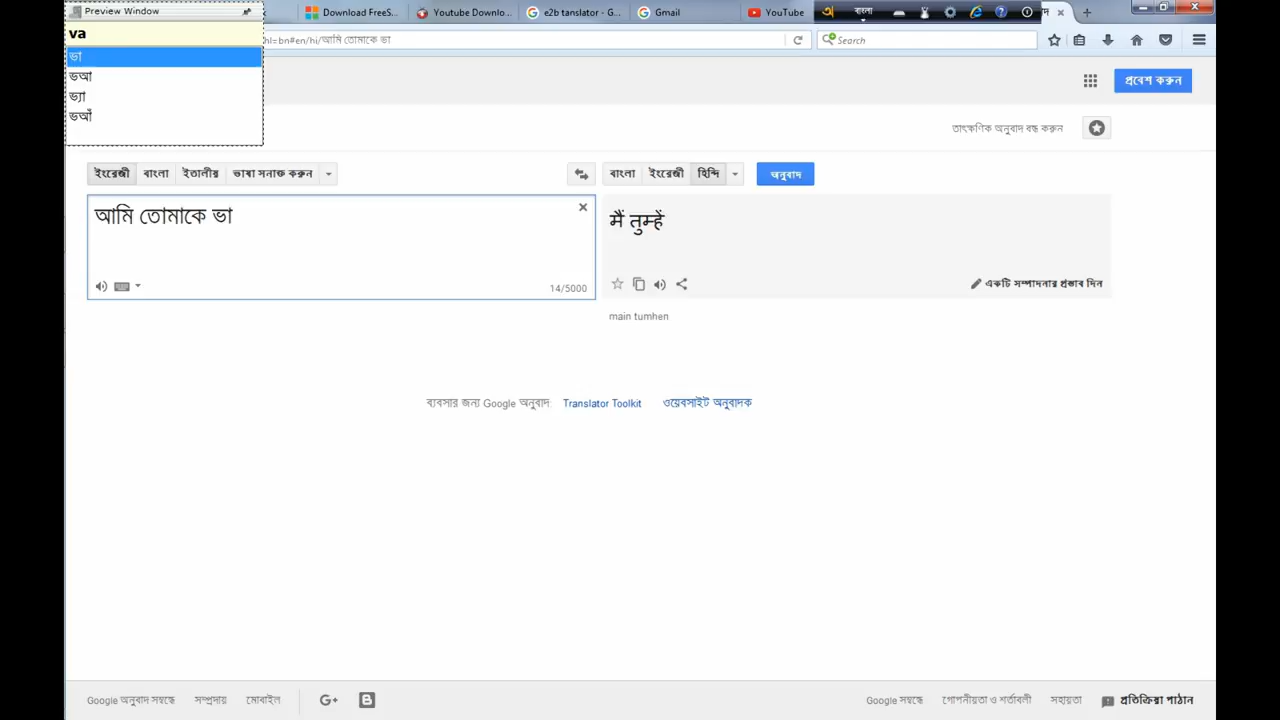 Preview Window
va
ভা
ভআ
ভ্যা
ভআঁ
Download FreeS...
Youtube Downlo...
e2b tanslator - G...
Gmail
YouTube
বাংলা
hl=bn#en/hi/আমি তোমাকে ভা
Search
প্রবেশ করুন
তাৎক্ষণিক অনুবাদ বন্ধ করুন
ইংরেজী বাংলা ইতালীয় ভাষা সনাক্ত করুন
বাংলা ইংরেজী হিন্দি অনুবাদ
আমি তোমাকে ভা
14/5000
मैं तुम्हें
একটি সম্পাদনার প্রস্তাব দিন
main tumhen
ব্যবসার জন্য Google অনুবাদ: Translator Toolkit ওয়েবসাইট অনুবাদক
Google অনুবাদ সম্বন্ধে সম্প্রদায় মোবাইল G+ B
Google সম্বন্ধে গোপনীয়তা ও শর্তাবলী সহায়তা প্রতিক্রিয়া পাঠান